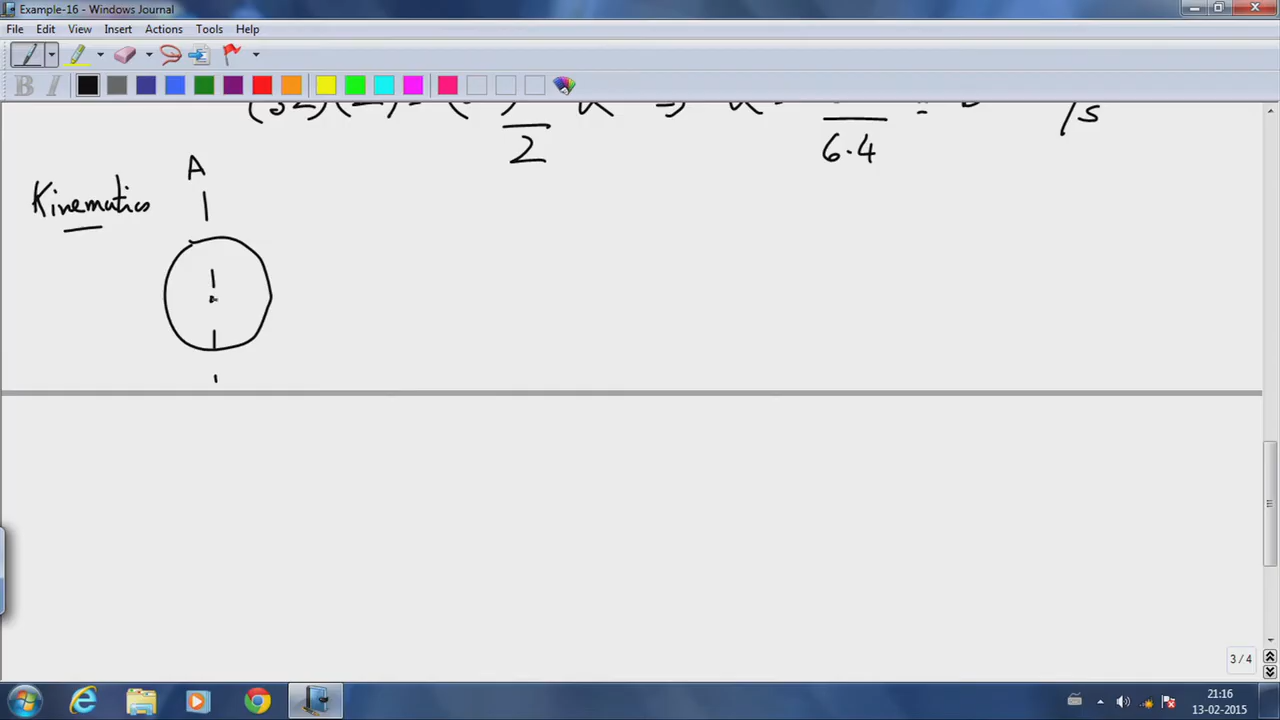 Example-16 - Windows Journal
File Edit View Insert Actions Tools Help
B I
2
6.4
/s
A
Kinematics
3 / 4
21:16
13-02-2015